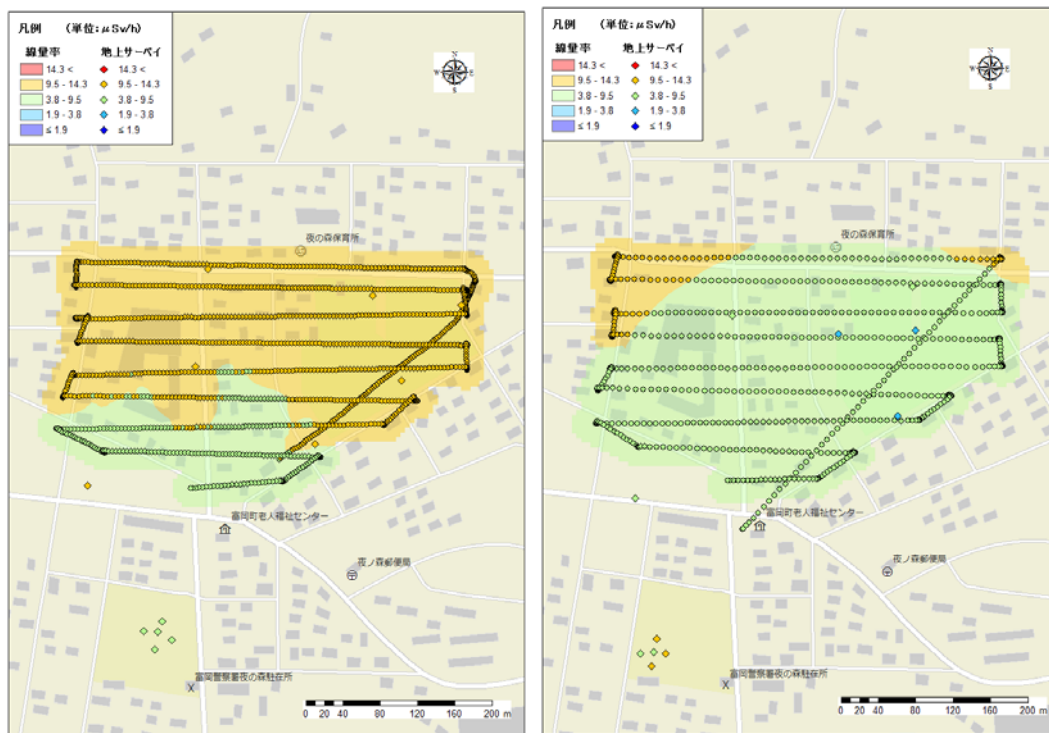 凡例 (単位:μSv/h)
線量率 地上サーベイ
14.3 < 14.3 <
9.5 - 14.3 9.5 - 14.3
3.8 - 9.5 3.8 - 9.5
1.9 - 3.8 1.9 - 3.8
≤ 1.9 ≤ 1.9
N
W E
S
夜の森保育所
富岡町老人福祉センター
夜ノ森郵便局
富岡警察署夜の森駐在所
0 20 40 80 120 160 200 m
凡例 (単位:μSv/h)
線量率 地上サーベイ
14.3 < 14.3 <
9.5 - 14.3 9.5 - 14.3
3.8 - 9.5 3.8 - 9.5
1.9 - 3.8 1.9 - 3.8
≤ 1.9 ≤ 1.9
N
W E
S
夜の森保育所
富岡町老人福祉センター
夜ノ森郵便局
富岡警察署夜の森駐在所
0 20 40 80 120 160 200 m